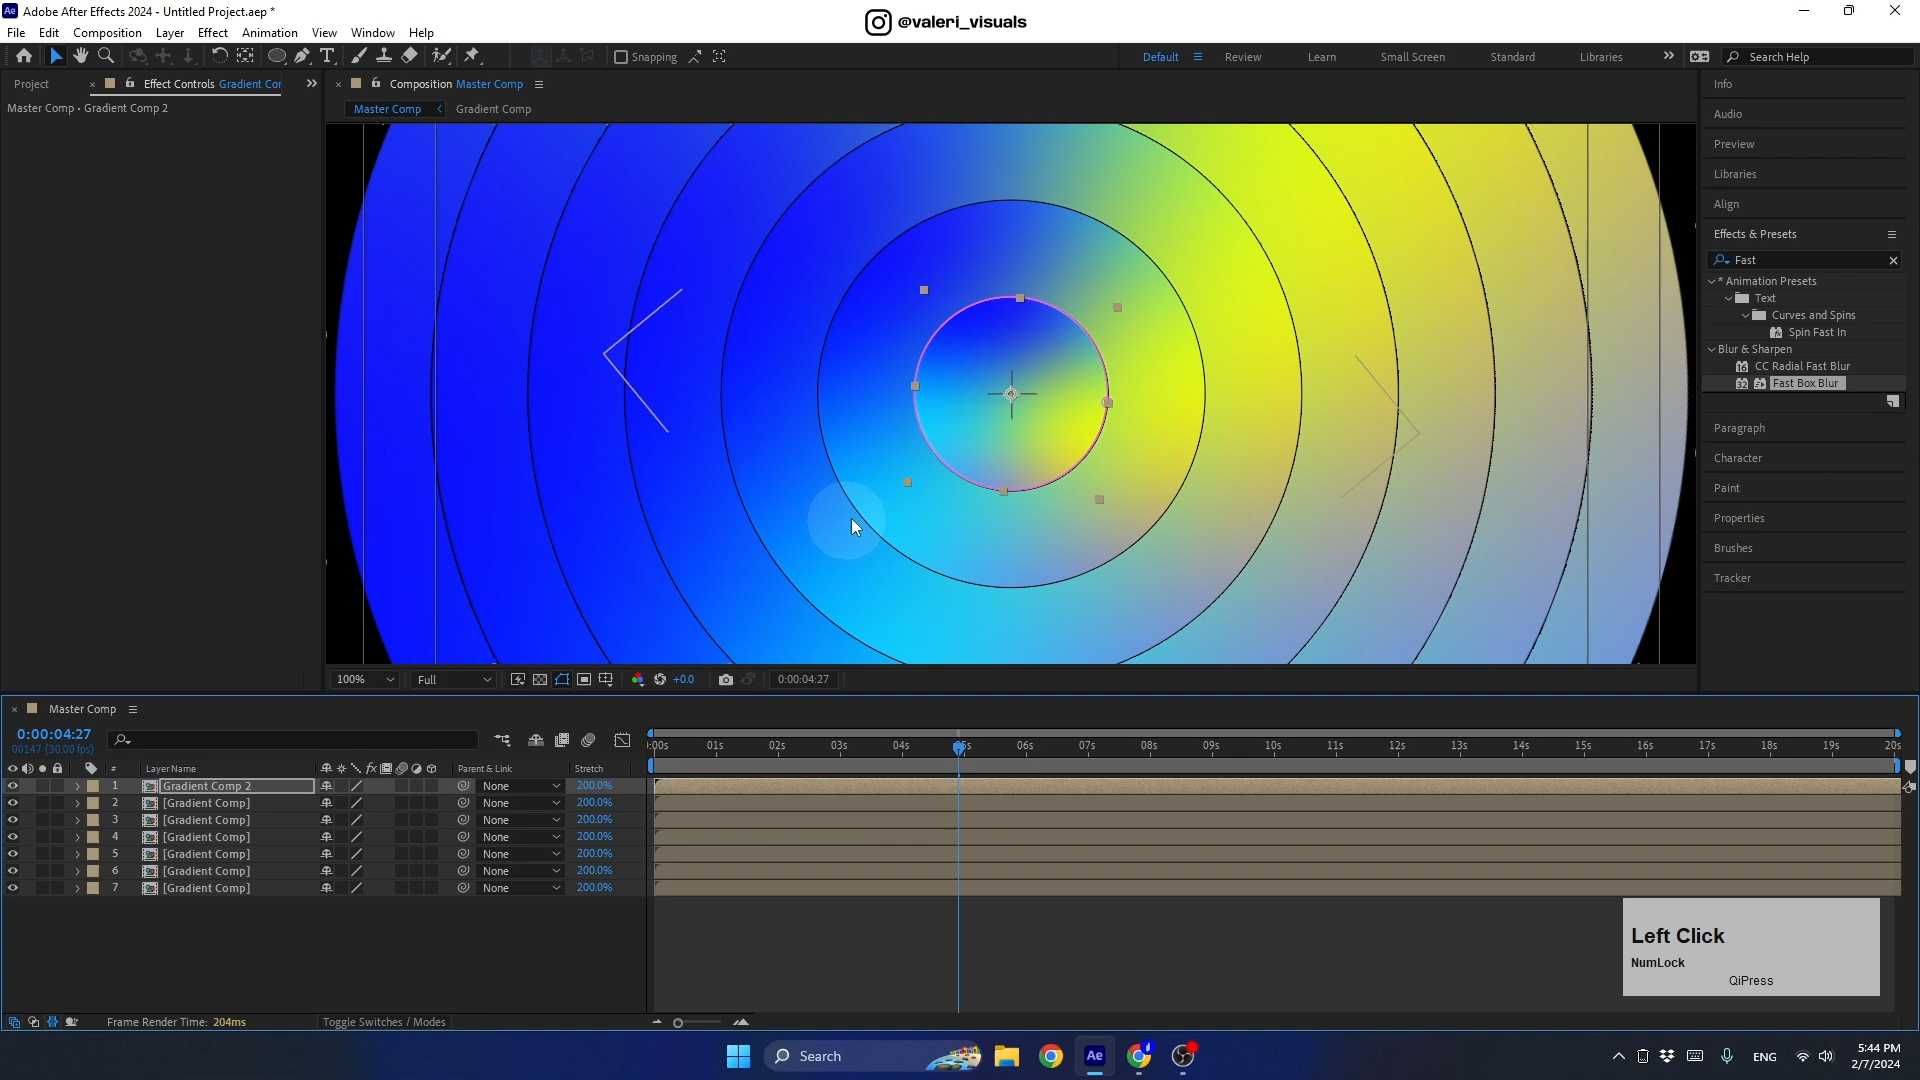 Adobe After Effects 2024 - Untitled Project.aep *
@valeri_visuals
File Edit Composition Layer Effect Animation View Window Help
Snapping
Default Review Learn Small Screen Standard Libraries Search Help
Project Effect Controls Gradient Cor
Composition Master Comp
Master Comp • Gradient Comp 2
Master Comp Gradient Comp
Info
Audio
Preview
Libraries
Align
Effects & Presets
Fast
* Animation Presets
Text
Curves and Spins
Spin Fast In
Blur & Sharpen
CC Radial Fast Blur
Fast Box Blur
Paragraph
Character
Paint
Properties
Brushes
Tracker
100% Full +0.0 0:00:04:27
Master Comp
0:00:04:27
00147 (30.00 fps)
:00s 01s 02s 03s 04s 05s 06s 07s 08s 09s 10s 11s 12s 13s 14s 15s 16s 17s 18s 19s 20s
# Layer Name Parent & Link Stretch
1 Gradient Comp 2 None 200.0%
2 [Gradient Comp] None 200.0%
3 [Gradient Comp] None 200.0%
4 [Gradient Comp] None 200.0%
5 [Gradient Comp] None 200.0%
6 [Gradient Comp] None 200.0%
7 [Gradient Comp] None 200.0%
Left Click
NumLock
QiPress
Frame Render Time: 204ms Toggle Switches / Modes
Search
Ae
ENG
5:44 PM
2/7/2024